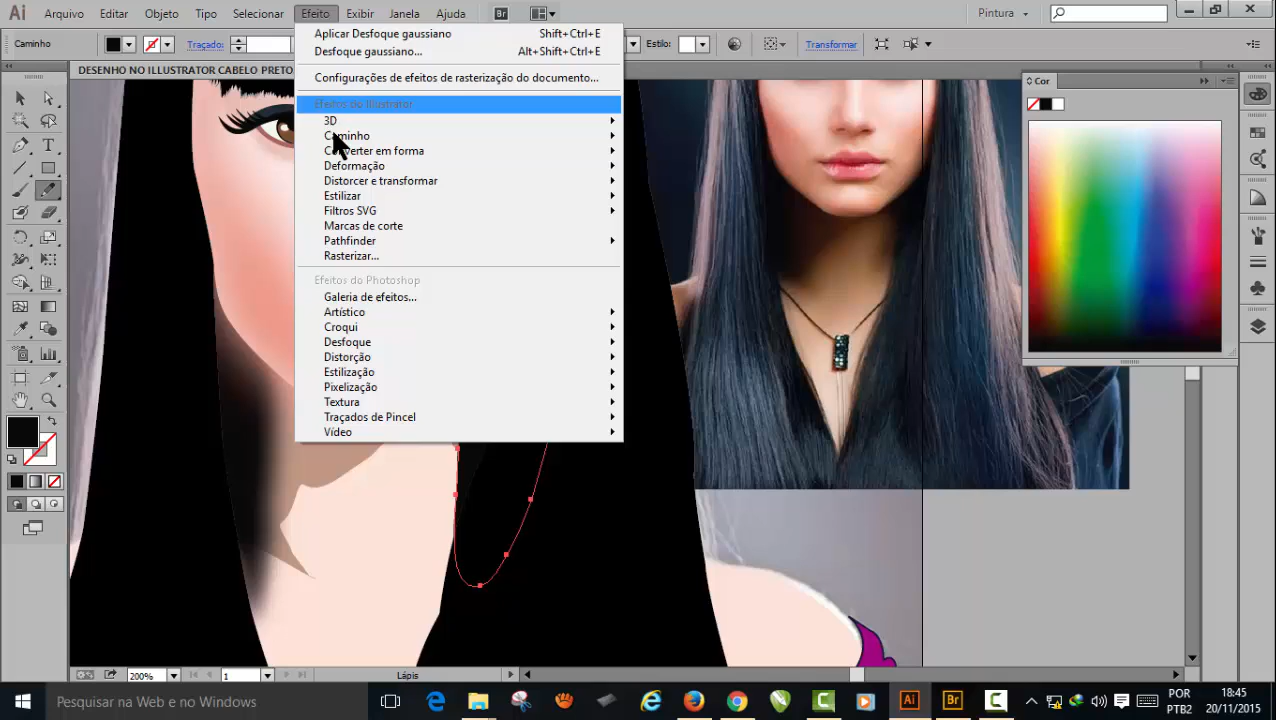 Ai Arquivo Editar Objeto Tipo Selecionar Efeito Exibir Janela Ajuda Br Pintura
Caminho Traçado: Estilo: Transformar
DESENHO NO ILLUSTRATOR CABELO PRETO
Aplicar Desfoque gaussiano Shift+Ctrl+E
Desfoque gaussiano... Alt+Shift+Ctrl+E
Configurações de efeitos de rasterização do documento...
Efeitos do Illustrator
3D
Caminho
Converter em forma
Deformação
Distorcer e transformar
Estilizar
Filtros SVG
Marcas de corte
Pathfinder
Rasterizar...
Efeitos do Photoshop
Galeria de efeitos...
Artístico
Croqui
Desfoque
Distorção
Estilização
Pixelização
Textura
Traçados de Pincel
Vídeo
Cor
200% 1 Lápis
Pesquisar na Web e no Windows
Ai Br
POR 18:45
PTB2 20/11/2015